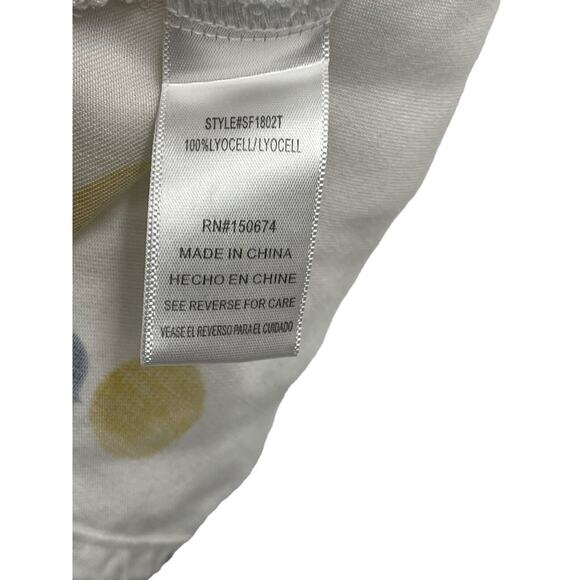 STYLE#SF1802T
100%LYOCELL/LYOCELL
RN#150674
MADE IN CHINA
HECHO EN CHINE
SEE REVERSE FOR CARE
VEASE EL REVERSO PARA EL CUIDADO